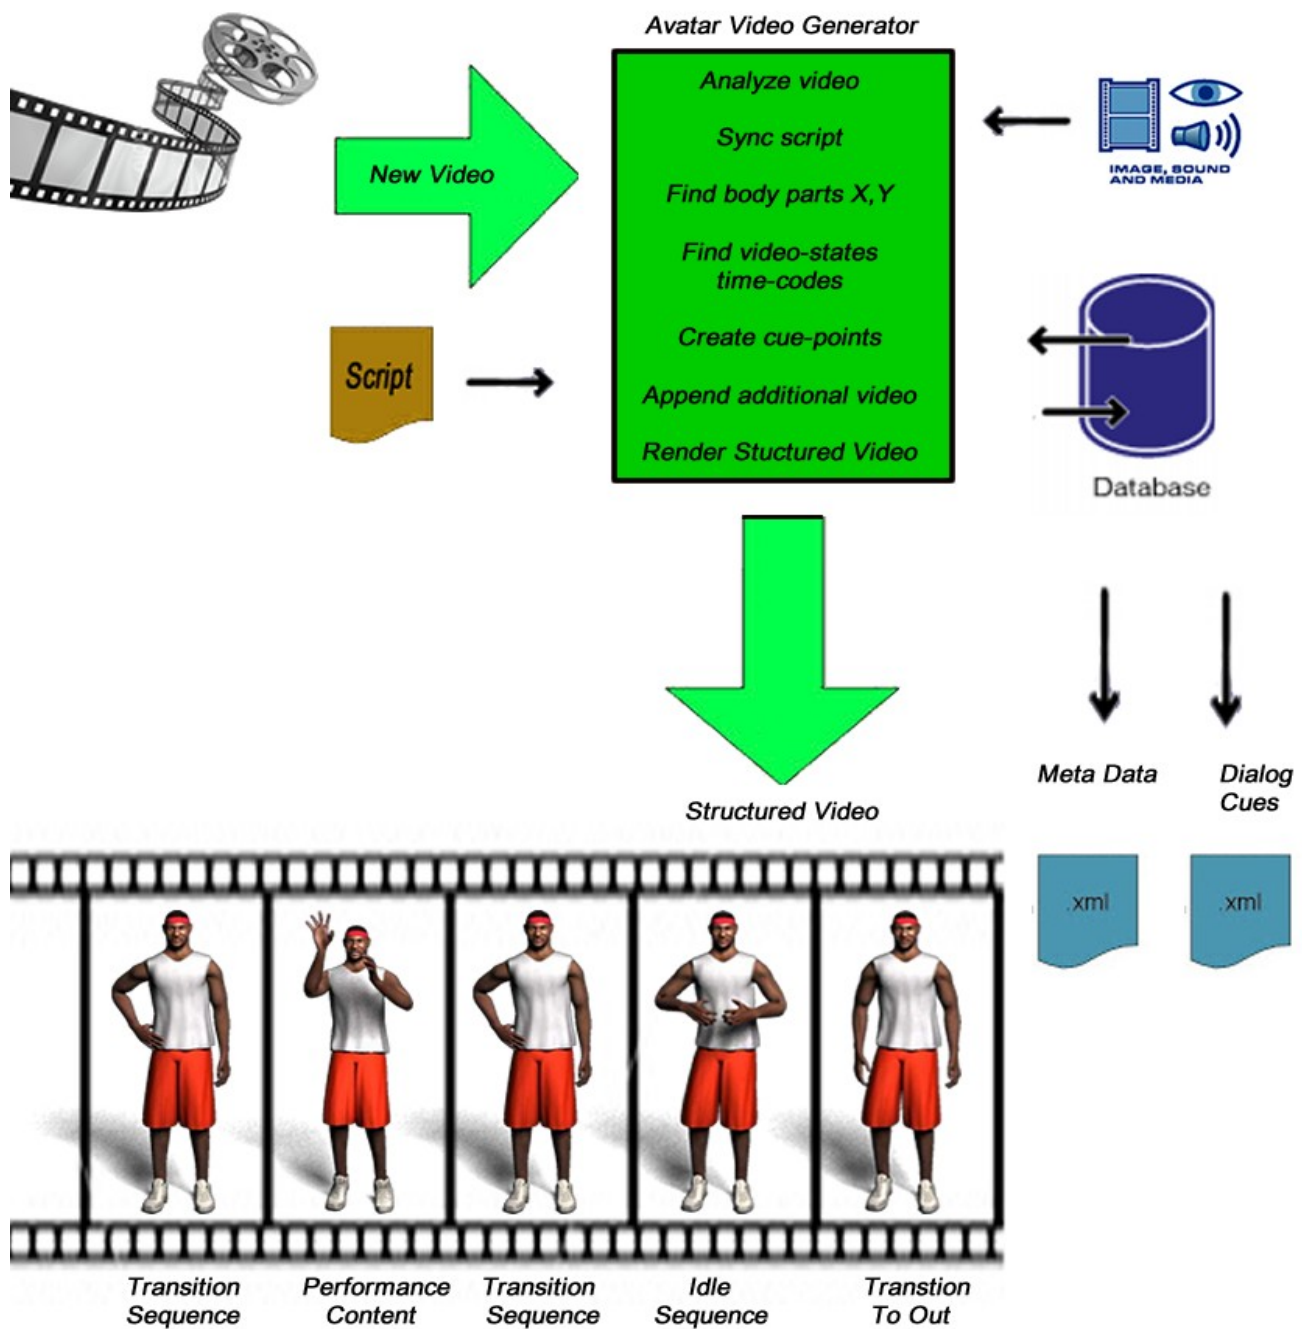 Avatar Video Generator
Analyze video
Sync script
Find body parts X,Y
Find video-states
time-codes
Create cue-points
Append additional video
Render Stuctured Video
New Video
Script
IMAGE, SOUND
AND MEDIA
Database
Meta Data
Dialog
Cues
.xml
.xml
Structured Video
Transition
Sequence
Performance
Content
Transition
Sequence
Idle
Sequence
Transtion
To Out